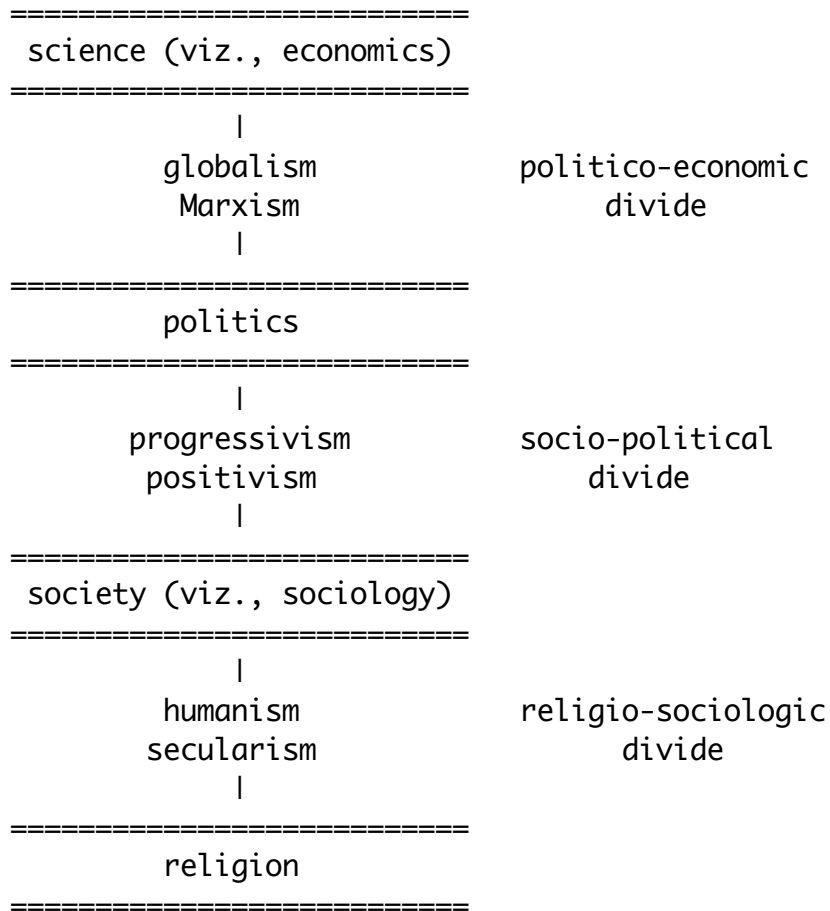 ===========================
science (viz., economics)
===========================
|
globalism politico-economic
Marxism divide
|
===========================
politics
===========================
|
progressivism socio-political
positivism divide
|
===========================
society (viz., sociology)
===========================
|
humanism religio-sociologic
secularism divide
|
===========================
religion
===========================